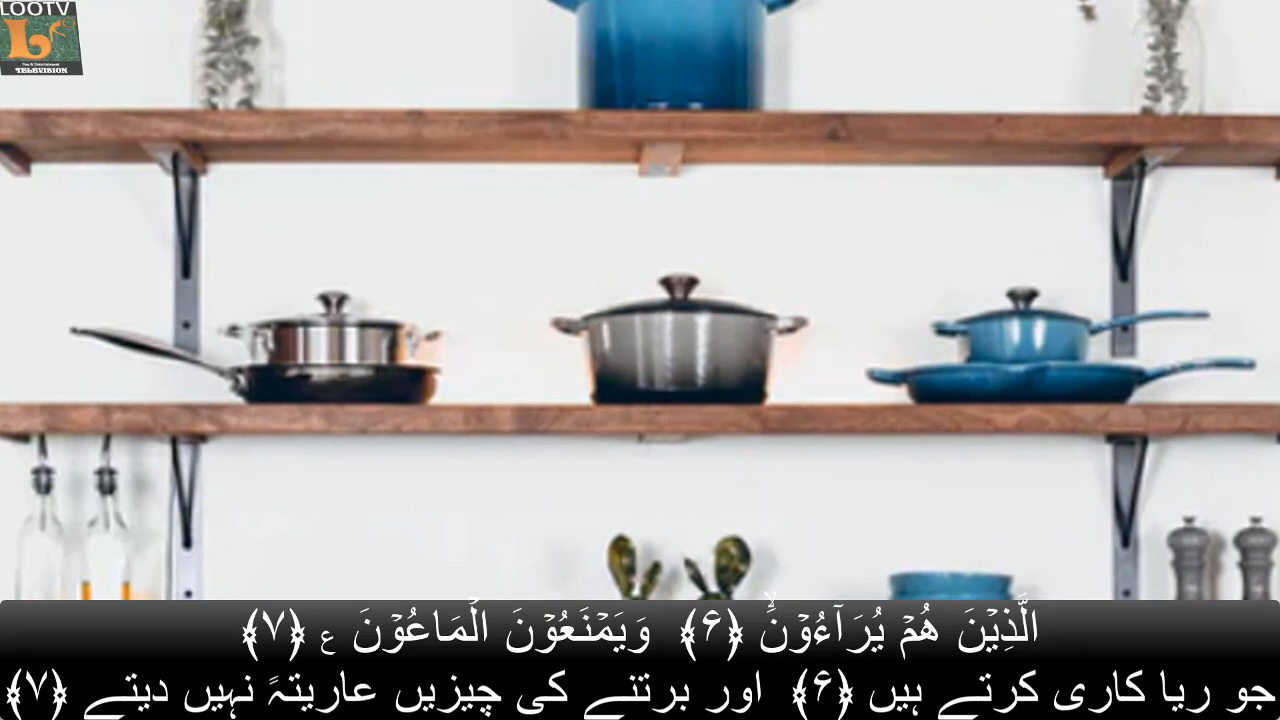 LOOTV
TELEVISION
الَّذِيۡنَ هُمۡ يُرَآءُوۡنَۙ ﴿۶﴾ وَيَمۡنَعُوۡنَ الۡمَاعُوۡنَ ع ﴿۷﴾
جو ریا کاری کرتے ہیں ﴿۶﴾ اور برتنے کی چیزیں عاریتہً نہیں دیتے ﴿۷﴾